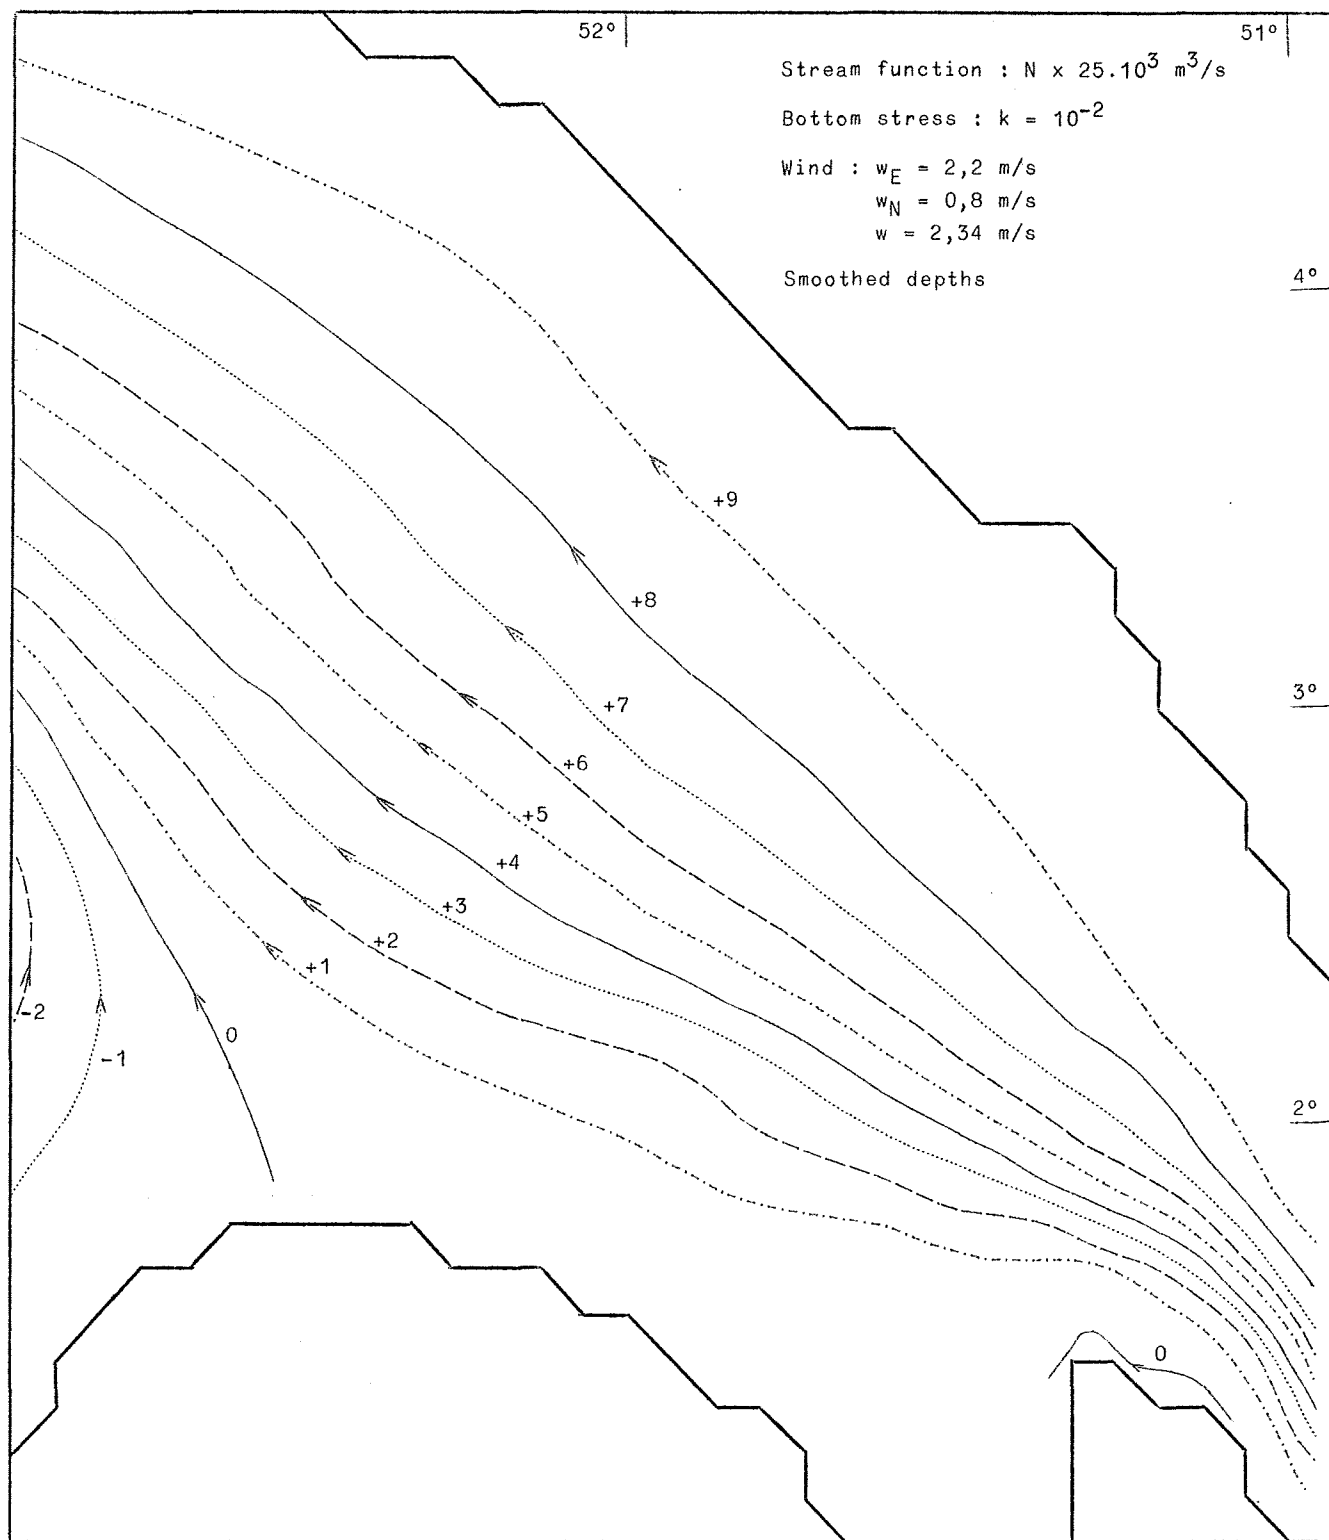 52° 51°
Stream function : N x 25.10³ m³/s
Bottom stress : k = 10⁻²
Wind : w_E = 2,2 m/s
w_N = 0,8 m/s
w = 2,34 m/s
Smoothed depths
4°
+9
+8
3°
+7
+6
+5
+4
+3
+2
+1
-2
0
-1
2°
0